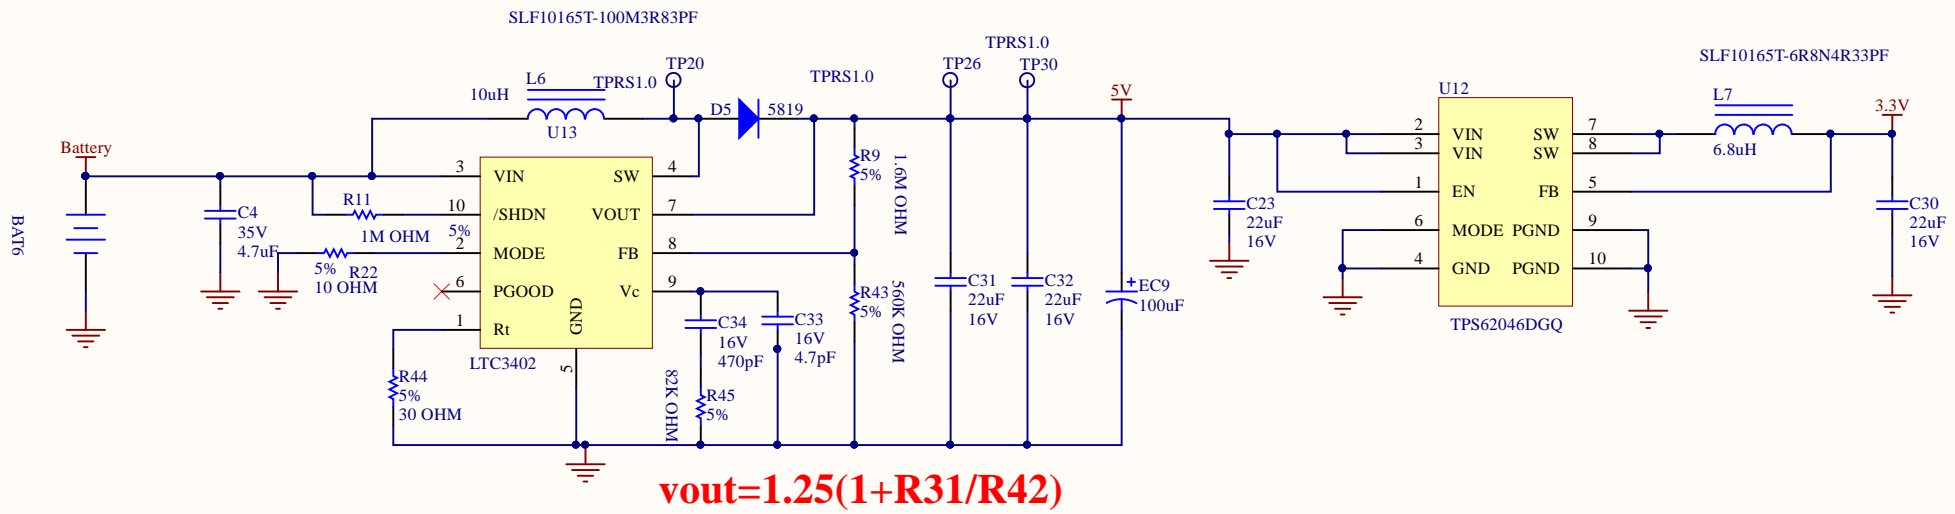 SLF10165T-100M3R83PF
TPRS1.0
SLF10165T-6R8N4R33PF
TP20
TP26
TP30
L6
TPRS1.0
TPRS1.0
10uH
U13
D5
5819
5V
U12
L7
3.3V
6.8uH
Battery
BAT6
C4
35V
4.7uF
R11
1M OHM
5%
5%
R22
10 OHM
3
VIN
10
/SHDN
2
MODE
6
PGOOD
1
Rt
GND
5
SW
4
VOUT
7
FB
8
Vc
9
LTC3402
R44
5%
30 OHM
C34
16V
470pF
C33
16V
4.7pF
82K OHM
R45
5%
R9
5%
1.6M OHM
R43
5%
560K OHM
C31
22uF
16V
C32
22uF
16V
+
EC9
100uF
C23
22uF
16V
2
VIN
3
VIN
1
EN
6
MODE
4
GND
SW
7
SW
8
FB
5
PGND
9
PGND
10
TPS62046DGQ
C30
22uF
16V
vout=1.25(1+R31/R42)